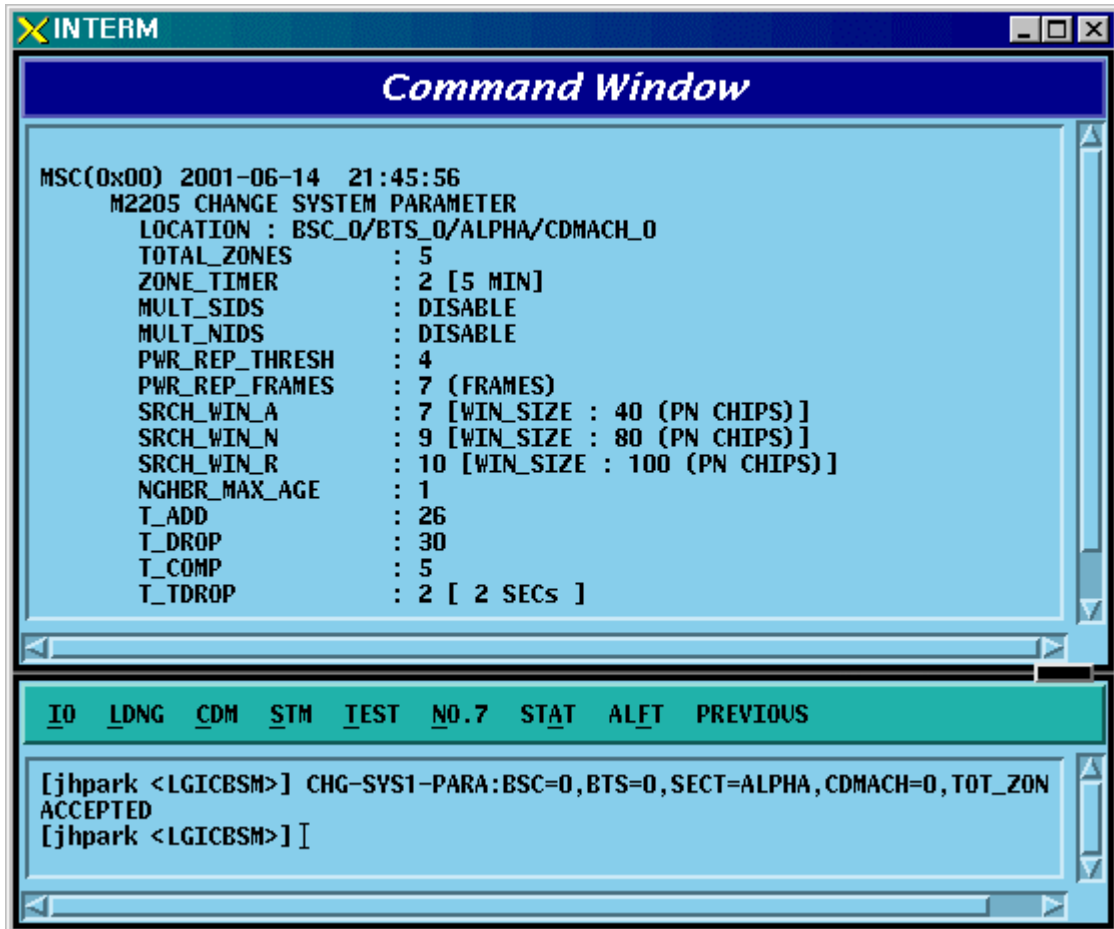 INTERM
Command Window
MSC(0x00) 2001-06-14 21:45:56
M2205 CHANGE SYSTEM PARAMETER
LOCATION : BSC_0/BTS_0/ALPHA/CDMACH_0
TOTAL_ZONES : 5
ZONE_TIMER : 2 [5 MIN]
MULT_SIDS : DISABLE
MULT_NIDS : DISABLE
PWR_REP_THRESH : 4
PWR_REP_FRAMES : 7 (FRAMES)
SRCH_WIN_A : 7 [WIN_SIZE : 40 (PN CHIPS)]
SRCH_WIN_N : 9 [WIN_SIZE : 80 (PN CHIPS)]
SRCH_WIN_R : 10 [WIN_SIZE : 100 (PN CHIPS)]
NGHBR_MAX_AGE : 1
T_ADD : 26
T_DROP : 30
T_COMP : 5
T_TDROP : 2 [ 2 SECs ]
IO LDNG CDM STM TEST NO.7 STAT ALFT PREVIOUS
[jhpark <LGICBSM>] CHG-SYS1-PARA:BSC=0,BTS=0,SECT=ALPHA,CDMACH=0,TOT_ZON
ACCEPTED
[jhpark <LGICBSM>]